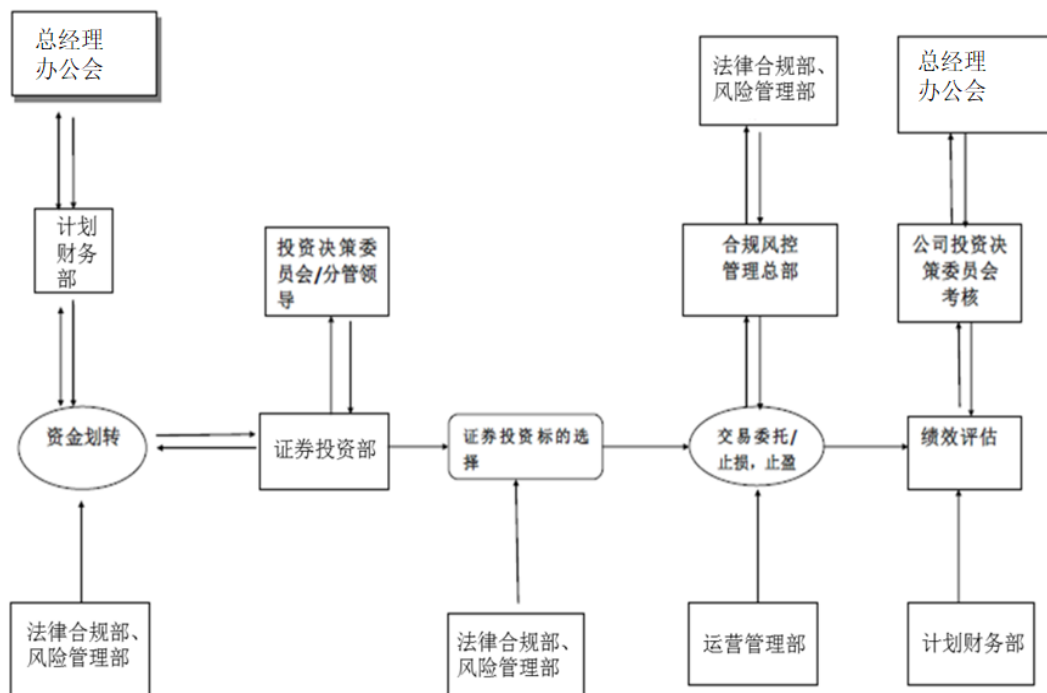 总经理
办公会
法律合规部、
风险管理部
总经理
办公会
计划
财务
部
投资决策委
员会/分管领
导
合规风控
管理总部
公司投资决
策委员会
考核
资金划转
证券投资部
证券投资标的选
择
交易委托/
止损，止盈
绩效评估
法律合规部、
风险管理部
法律合规部、
风险管理部
运营管理部
计划财务部